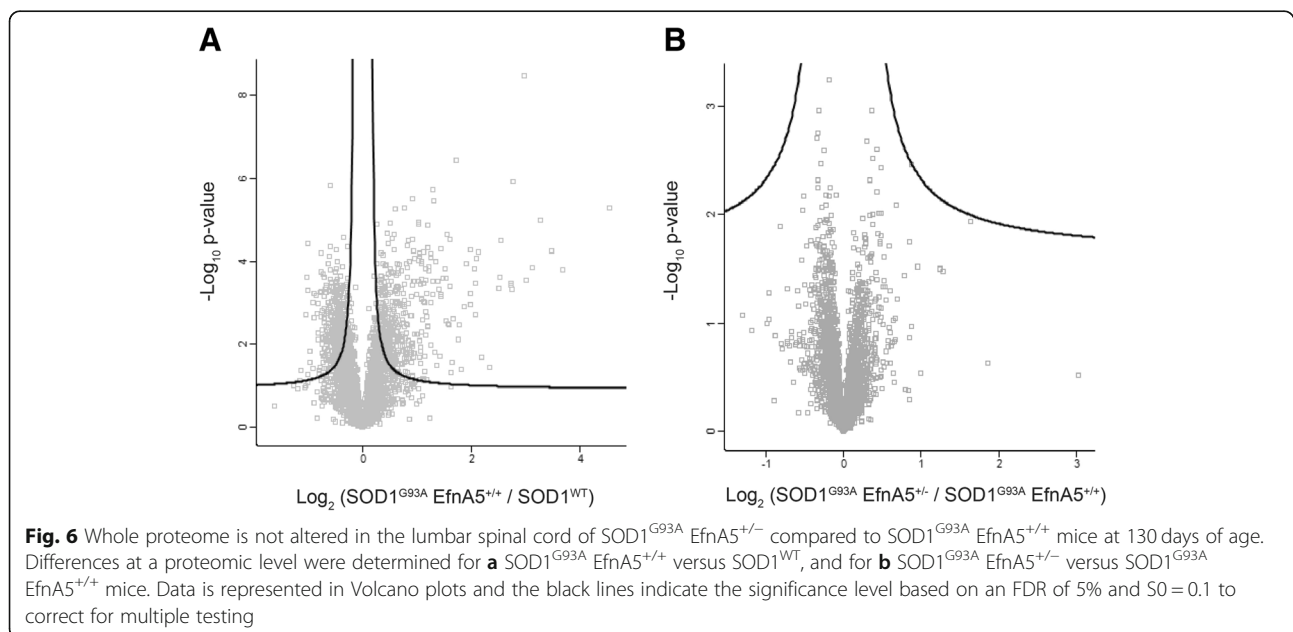 A
B
8
6
4
2
0
-Log₁₀ p-value
0 2 4
Log₂ (SOD1ᴳ⁹³ᴬ EfnA5⁺/⁺ / SOD1ᵂᵀ)
3
2
1
0
-Log₁₀ p-value
-1 0 1 2 3
Log₂ (SOD1ᴳ⁹³ᴬ EfnA5⁺/⁻ / SOD1ᴳ⁹³ᴬ EfnA5⁺/⁺)
Fig. 6 Whole proteome is not altered in the lumbar spinal cord of SOD1ᴳ⁹³ᴬ EfnA5⁺/⁻ compared to SOD1ᴳ⁹³ᴬ EfnA5⁺/⁺ mice at 130 days of age.
Differences at a proteomic level were determined for a SOD1ᴳ⁹³ᴬ EfnA5⁺/⁺ versus SOD1ᵂᵀ, and for b SOD1ᴳ⁹³ᴬ EfnA5⁺/⁻ versus SOD1ᴳ⁹³ᴬ
EfnA5⁺/⁺ mice. Data is represented in Volcano plots and the black lines indicate the significance level based on an FDR of 5% and S0 = 0.1 to
correct for multiple testing